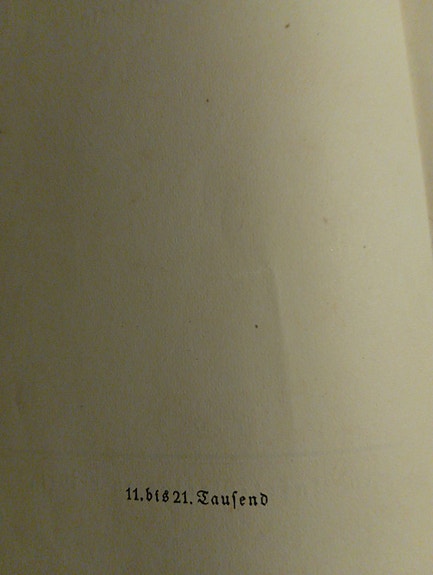 11. bis 21. Tauſend